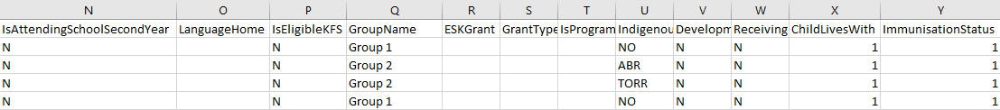 N O P Q R S T U V W X Y
IsAttendingSchoolSecondYear LanguageHome IsEligibleKFS GroupName ESKGrant GrantType IsProgram Indigenou Developm Receiving ChildLivesWith ImmunisationStatus
N N Group 1 NO N N 1 1
N N Group 2 ABR N N 1 1
N N Group 2 TORR N N 1 1
N N Group 1 NO N N 1 1